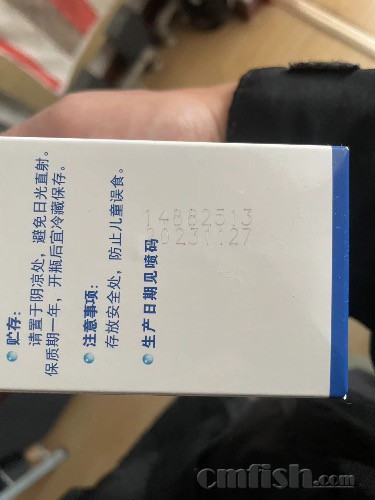 贮存:
请置于阴凉处，避免日光直射。
保质期一年，开瓶后宜冷藏保存。
注意事项:
存放安全处，防止儿童误食。
生产日期见喷码
14882313
20231127
cmfish.com